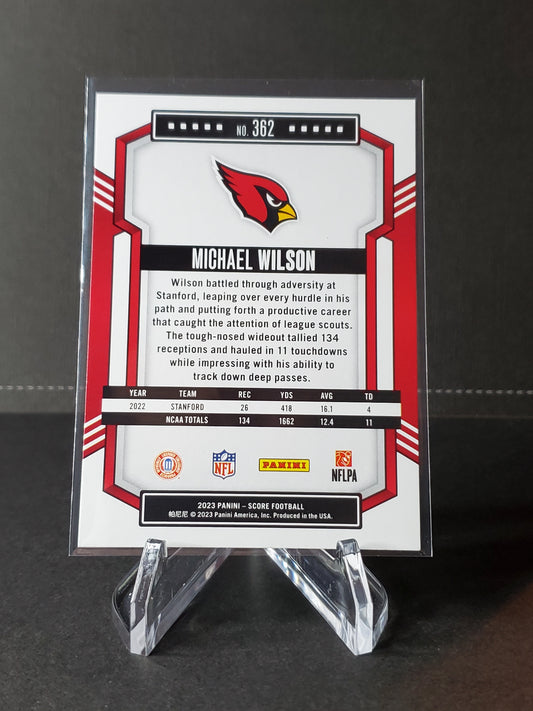 NO. 362
MICHAEL WILSON
Wilson battled through adversity at
Stanford, leaping over every hurdle in his
path and putting forth a productive career
that caught the attention of league scouts.
The tough-nosed wideout tallied 134
receptions and hauled in 11 touchdowns
while impressing with his ability to
track down deep passes.
YEAR TEAM REC YDS AVG TD
2022 STANFORD 26 418 16.1 4
NCAA TOTALS 134 1662 12.4 11
NFL
PANINI
NFLPA
2023 PANINI – SCORE FOOTBALL
帕尼尼 © 2023 Panini America, Inc. Produced in the USA.